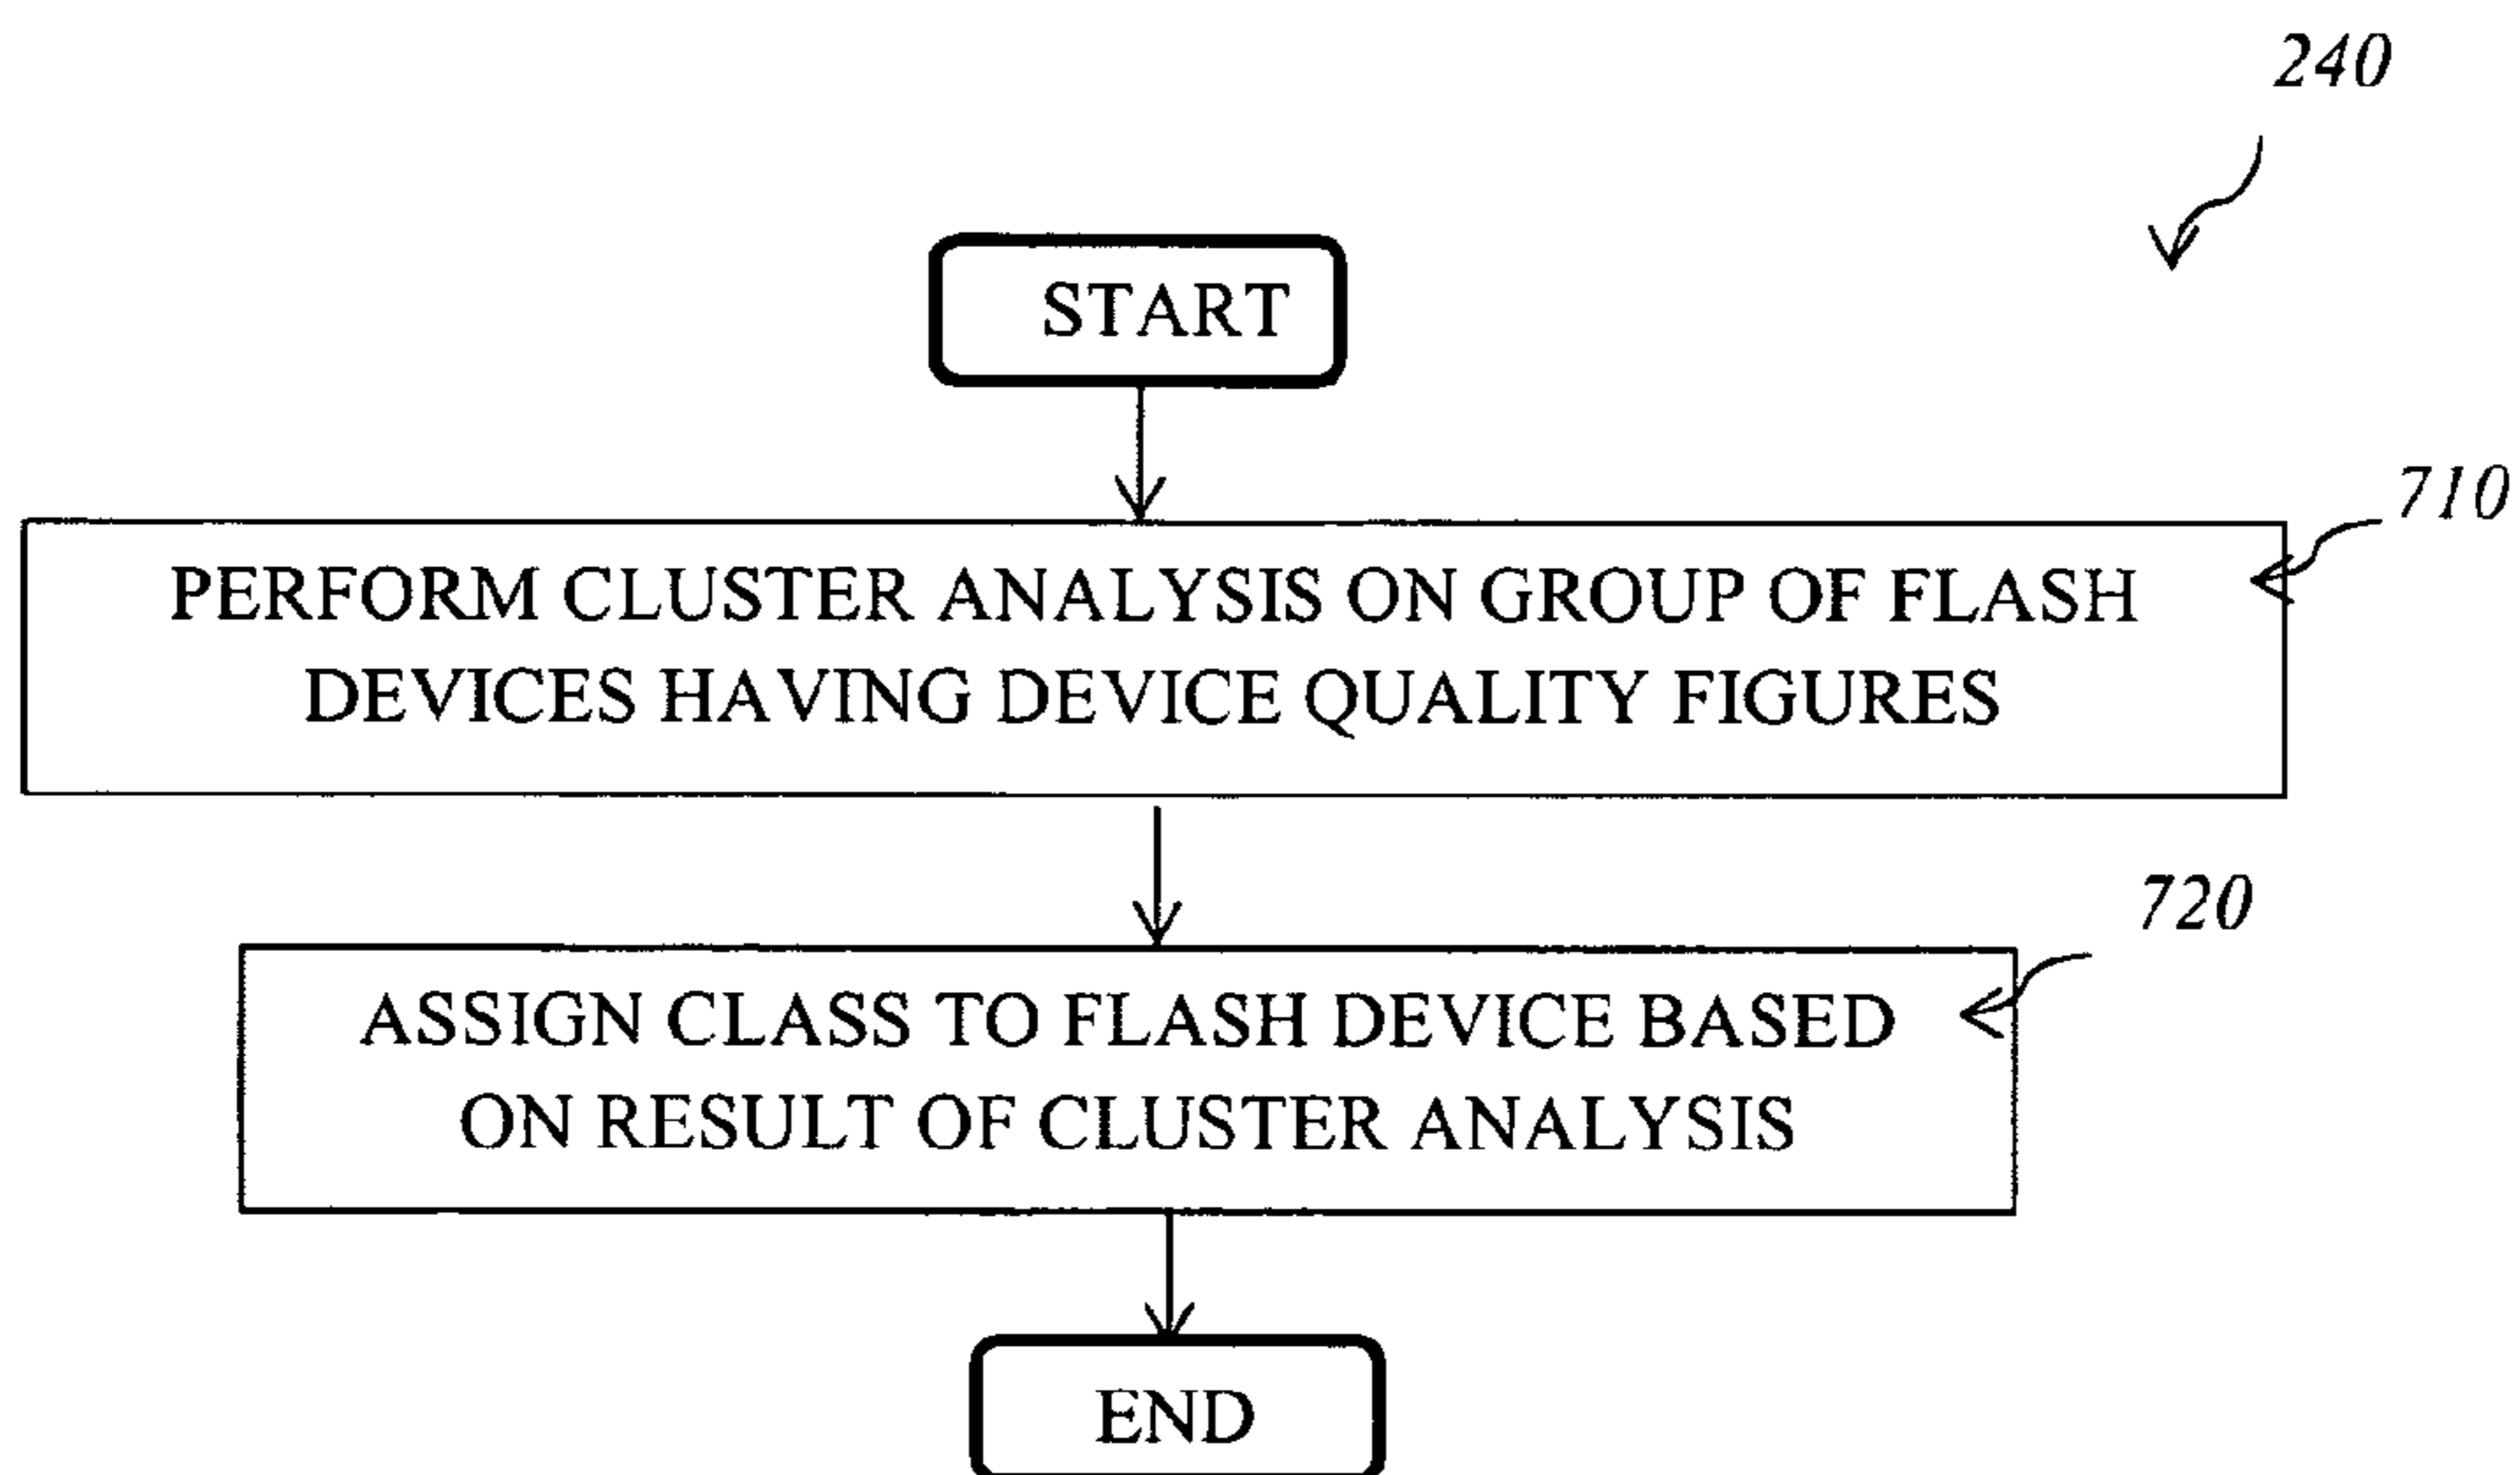 240
START
710
PERFORM CLUSTER ANALYSIS ON GROUP OF FLASH
DEVICES HAVING DEVICE QUALITY FIGURES
720
ASSIGN CLASS TO FLASH DEVICE BASED
ON RESULT OF CLUSTER ANALYSIS
END